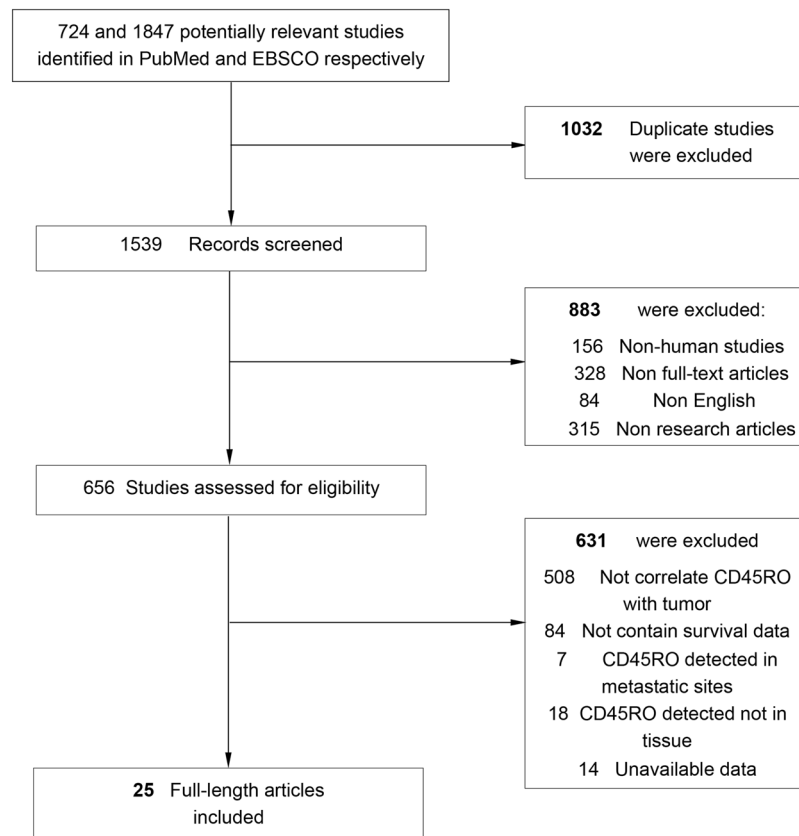 724 and 1847 potentially relevant studies
identified in PubMed and EBSCO respectively
1032 Duplicate studies
were excluded
1539 Records screened
883 were excluded:
156 Non-human studies
328 Non full-text articles
84 Non English
315 Non research articles
656 Studies assessed for eligibility
631 were excluded
508 Not correlate CD45RO
with tumor
84 Not contain survival data
7 CD45RO detected in
metastatic sites
18 CD45RO detected not in
tissue
14 Unavailable data
25 Full-length articles
included